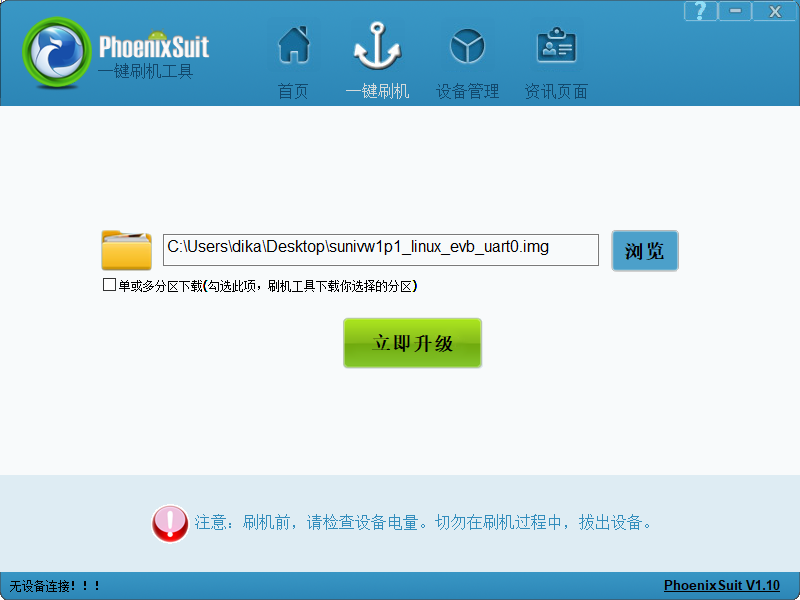 PhoenixSuit
一键刷机工具
首页
一键刷机
设备管理
资讯页面
C:\Users\dika\Desktop\sunivw1p1_linux_evb_uart0.img
浏览
单或多分区下载(勾选此项，刷机工具下载你选择的分区)
立即升级
注意：刷机前，请检查设备电量。切勿在刷机过程中，拔出设备。
无设备连接！！！
PhoenixSuit V1.10